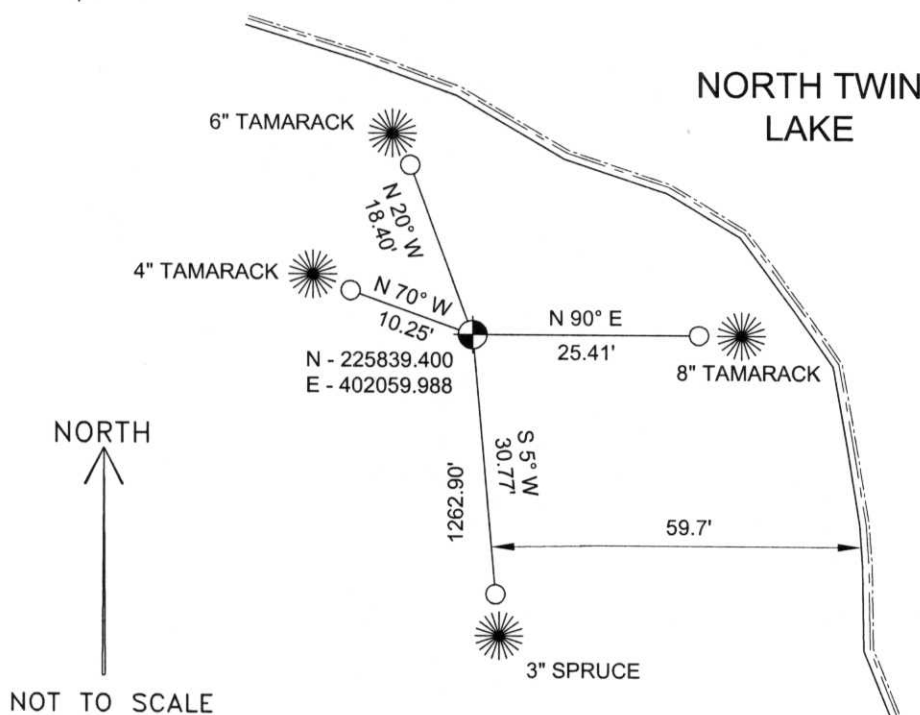 NORTH TWIN
LAKE
6" TAMARACK
N 20° W
18.40'
4" TAMARACK
N 70° W
10.25'
N 90° E
25.41'
8" TAMARACK
N - 225839.400
E - 402059.988
NORTH
S 5° W
30.77'
1262.90'
59.7'
3" SPRUCE
NOT TO SCALE